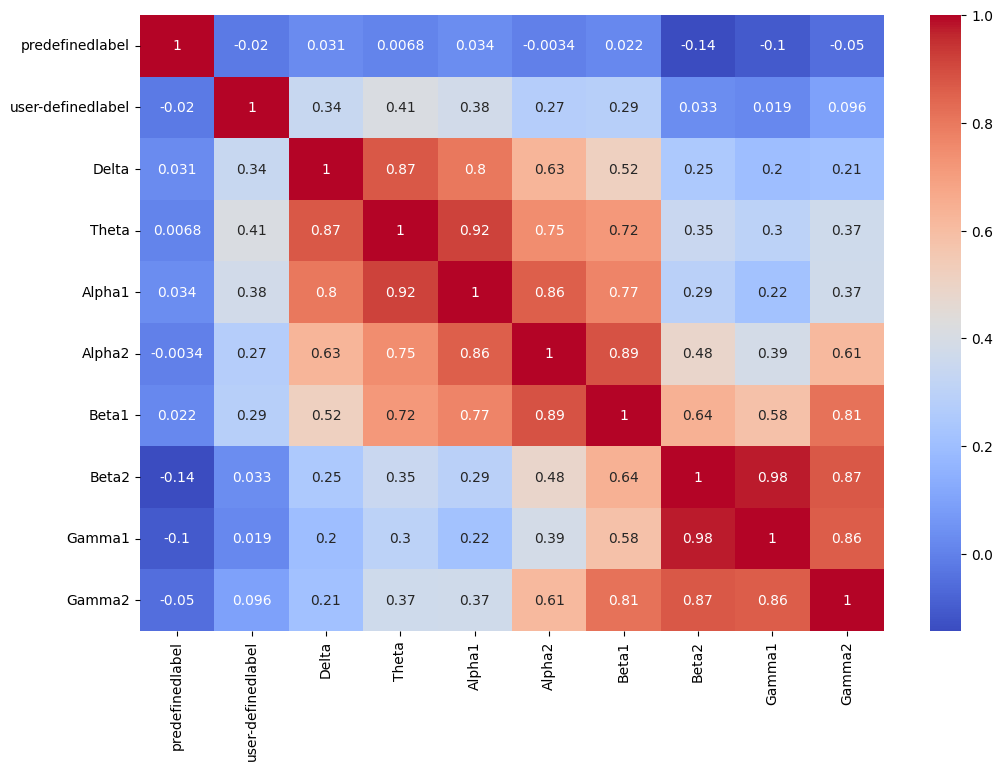 predefinedlabel 1 -0.02 0.031 0.0068 0.034 -0.0034 0.022 -0.14 -0.1 -0.05
user-definedlabel -0.02 1 0.34 0.41 0.38 0.27 0.29 0.033 0.019 0.096
Delta 0.031 0.34 1 0.87 0.8 0.63 0.52 0.25 0.2 0.21
Theta 0.0068 0.41 0.87 1 0.92 0.75 0.72 0.35 0.3 0.37
Alpha1 0.034 0.38 0.8 0.92 1 0.86 0.77 0.29 0.22 0.37
Alpha2 -0.0034 0.27 0.63 0.75 0.86 1 0.89 0.48 0.39 0.61
Beta1 0.022 0.29 0.52 0.72 0.77 0.89 1 0.64 0.58 0.81
Beta2 -0.14 0.033 0.25 0.35 0.29 0.48 0.64 1 0.98 0.87
Gamma1 -0.1 0.019 0.2 0.3 0.22 0.39 0.58 0.98 1 0.86
Gamma2 -0.05 0.096 0.21 0.37 0.37 0.61 0.81 0.87 0.86 1
predefinedlabel
user-definedlabel
Delta
Theta
Alpha1
Alpha2
Beta1
Beta2
Gamma1
Gamma2
1.0
0.8
0.6
0.4
0.2
0.0